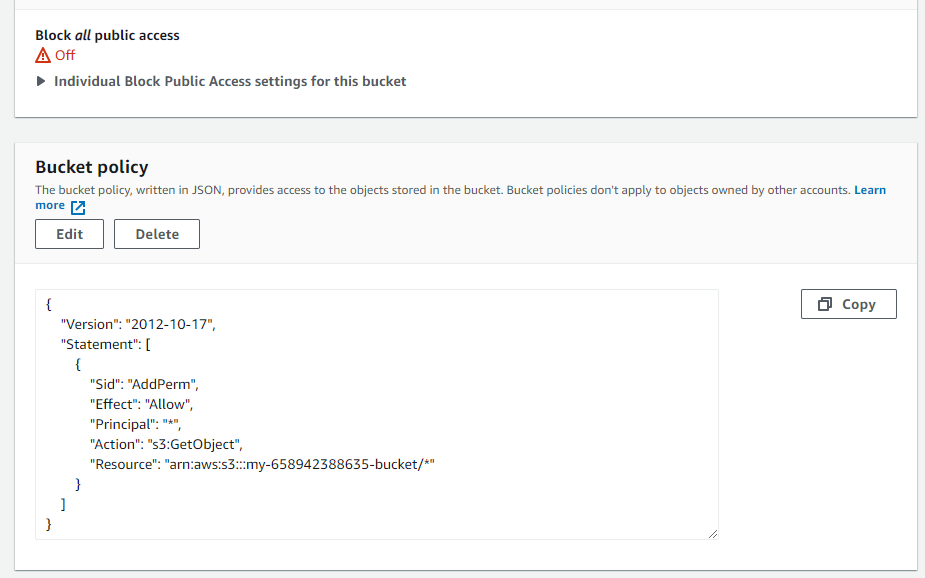 Block all public access
Off
Individual Block Public Access settings for this bucket
Bucket policy
The bucket policy, written in JSON, provides access to the objects stored in the bucket. Bucket policies don't apply to objects owned by other accounts. Learn
more
Edit
Delete
Copy
{
"Version": "2012-10-17",
"Statement": [
{
"Sid": "AddPerm",
"Effect": "Allow",
"Principal": "*",
"Action": "s3:GetObject",
"Resource": "arn:aws:s3:::my-658942388635-bucket/*"
}
]
}